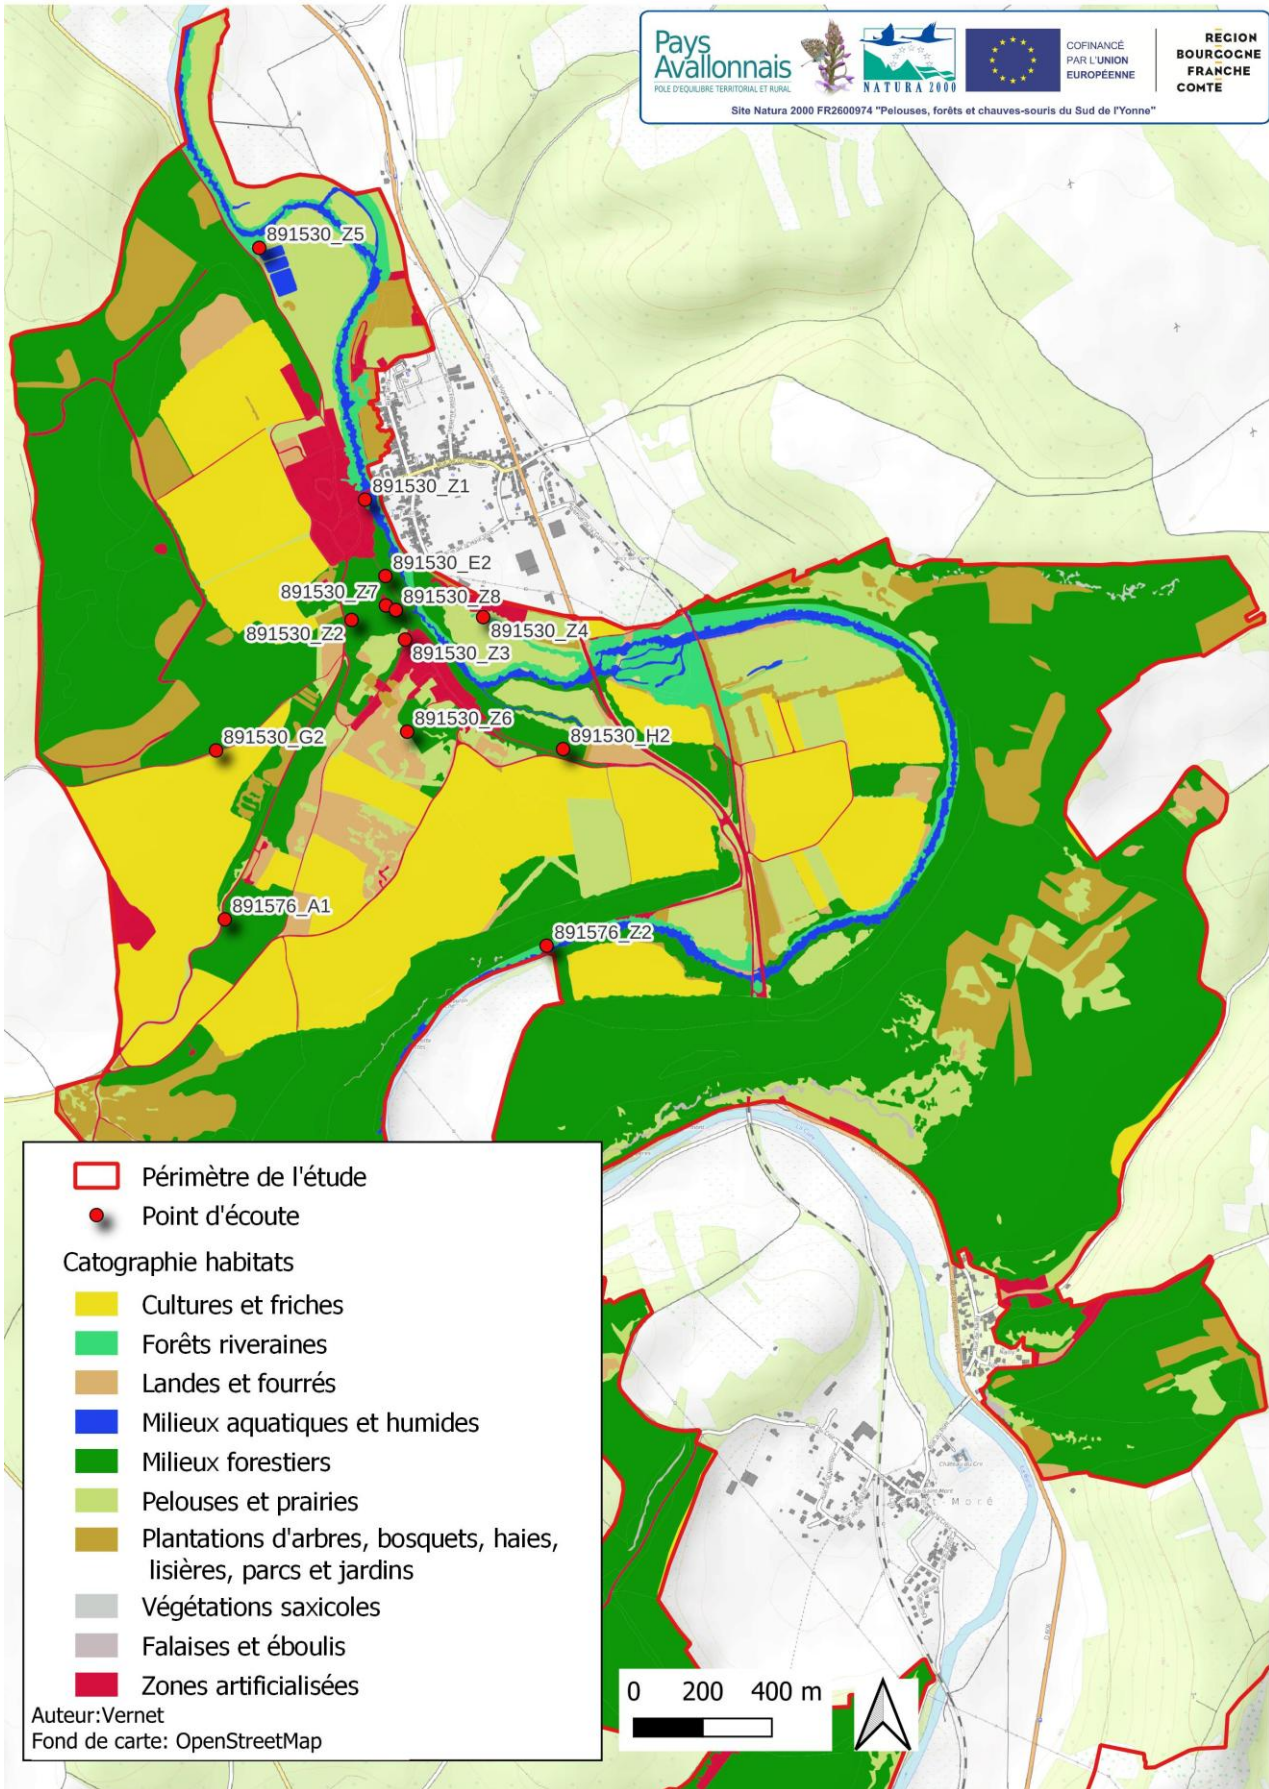 Pays
Avallonnais
POLE D'EQUILIBRE TERRITORIAL ET RURAL
NATURA 2000
COFINANCÉ
PAR L'UNION
EUROPÉENNE
REGION
BOURGOGNE
FRANCHE
COMTE
Site Natura 2000 FR2600974 "Pelouses, forêts et chauves-souris du Sud de l'Yonne"
891530_Z5
891530_Z1
891530_E2
891530_Z7
891530_Z8
891530_Z2
891530_Z4
891530_Z3
891530_Z6
891530_G2
891530_H2
891576_A1
891576_Z2
Périmètre de l'étude
Point d'écoute
Catographie habitats
Cultures et friches
Forêts riveraines
Landes et fourrés
Milieux aquatiques et humides
Milieux forestiers
Pelouses et prairies
Plantations d'arbres, bosquets, haies,
lisières, parcs et jardins
Végétations saxicoles
Falaises et éboulis
Zones artificialisées
Auteur:Vernet
Fond de carte: OpenStreetMap
0 200 400 m